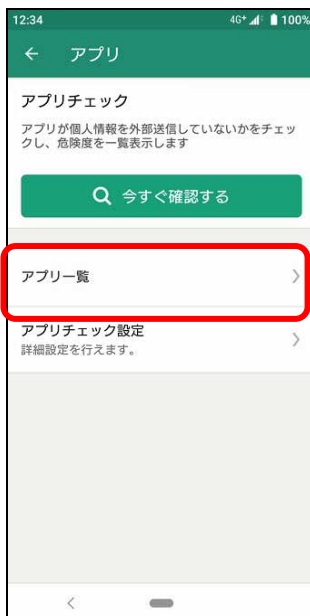 12:34 4G+ 100%
アプリ
アプリチェック
アプリが個人情報を外部送信していないかをチェッ
クし、危険度を一覧表示します
今すぐ確認する
アプリ一覧
アプリチェック設定
詳細設定を行えます。